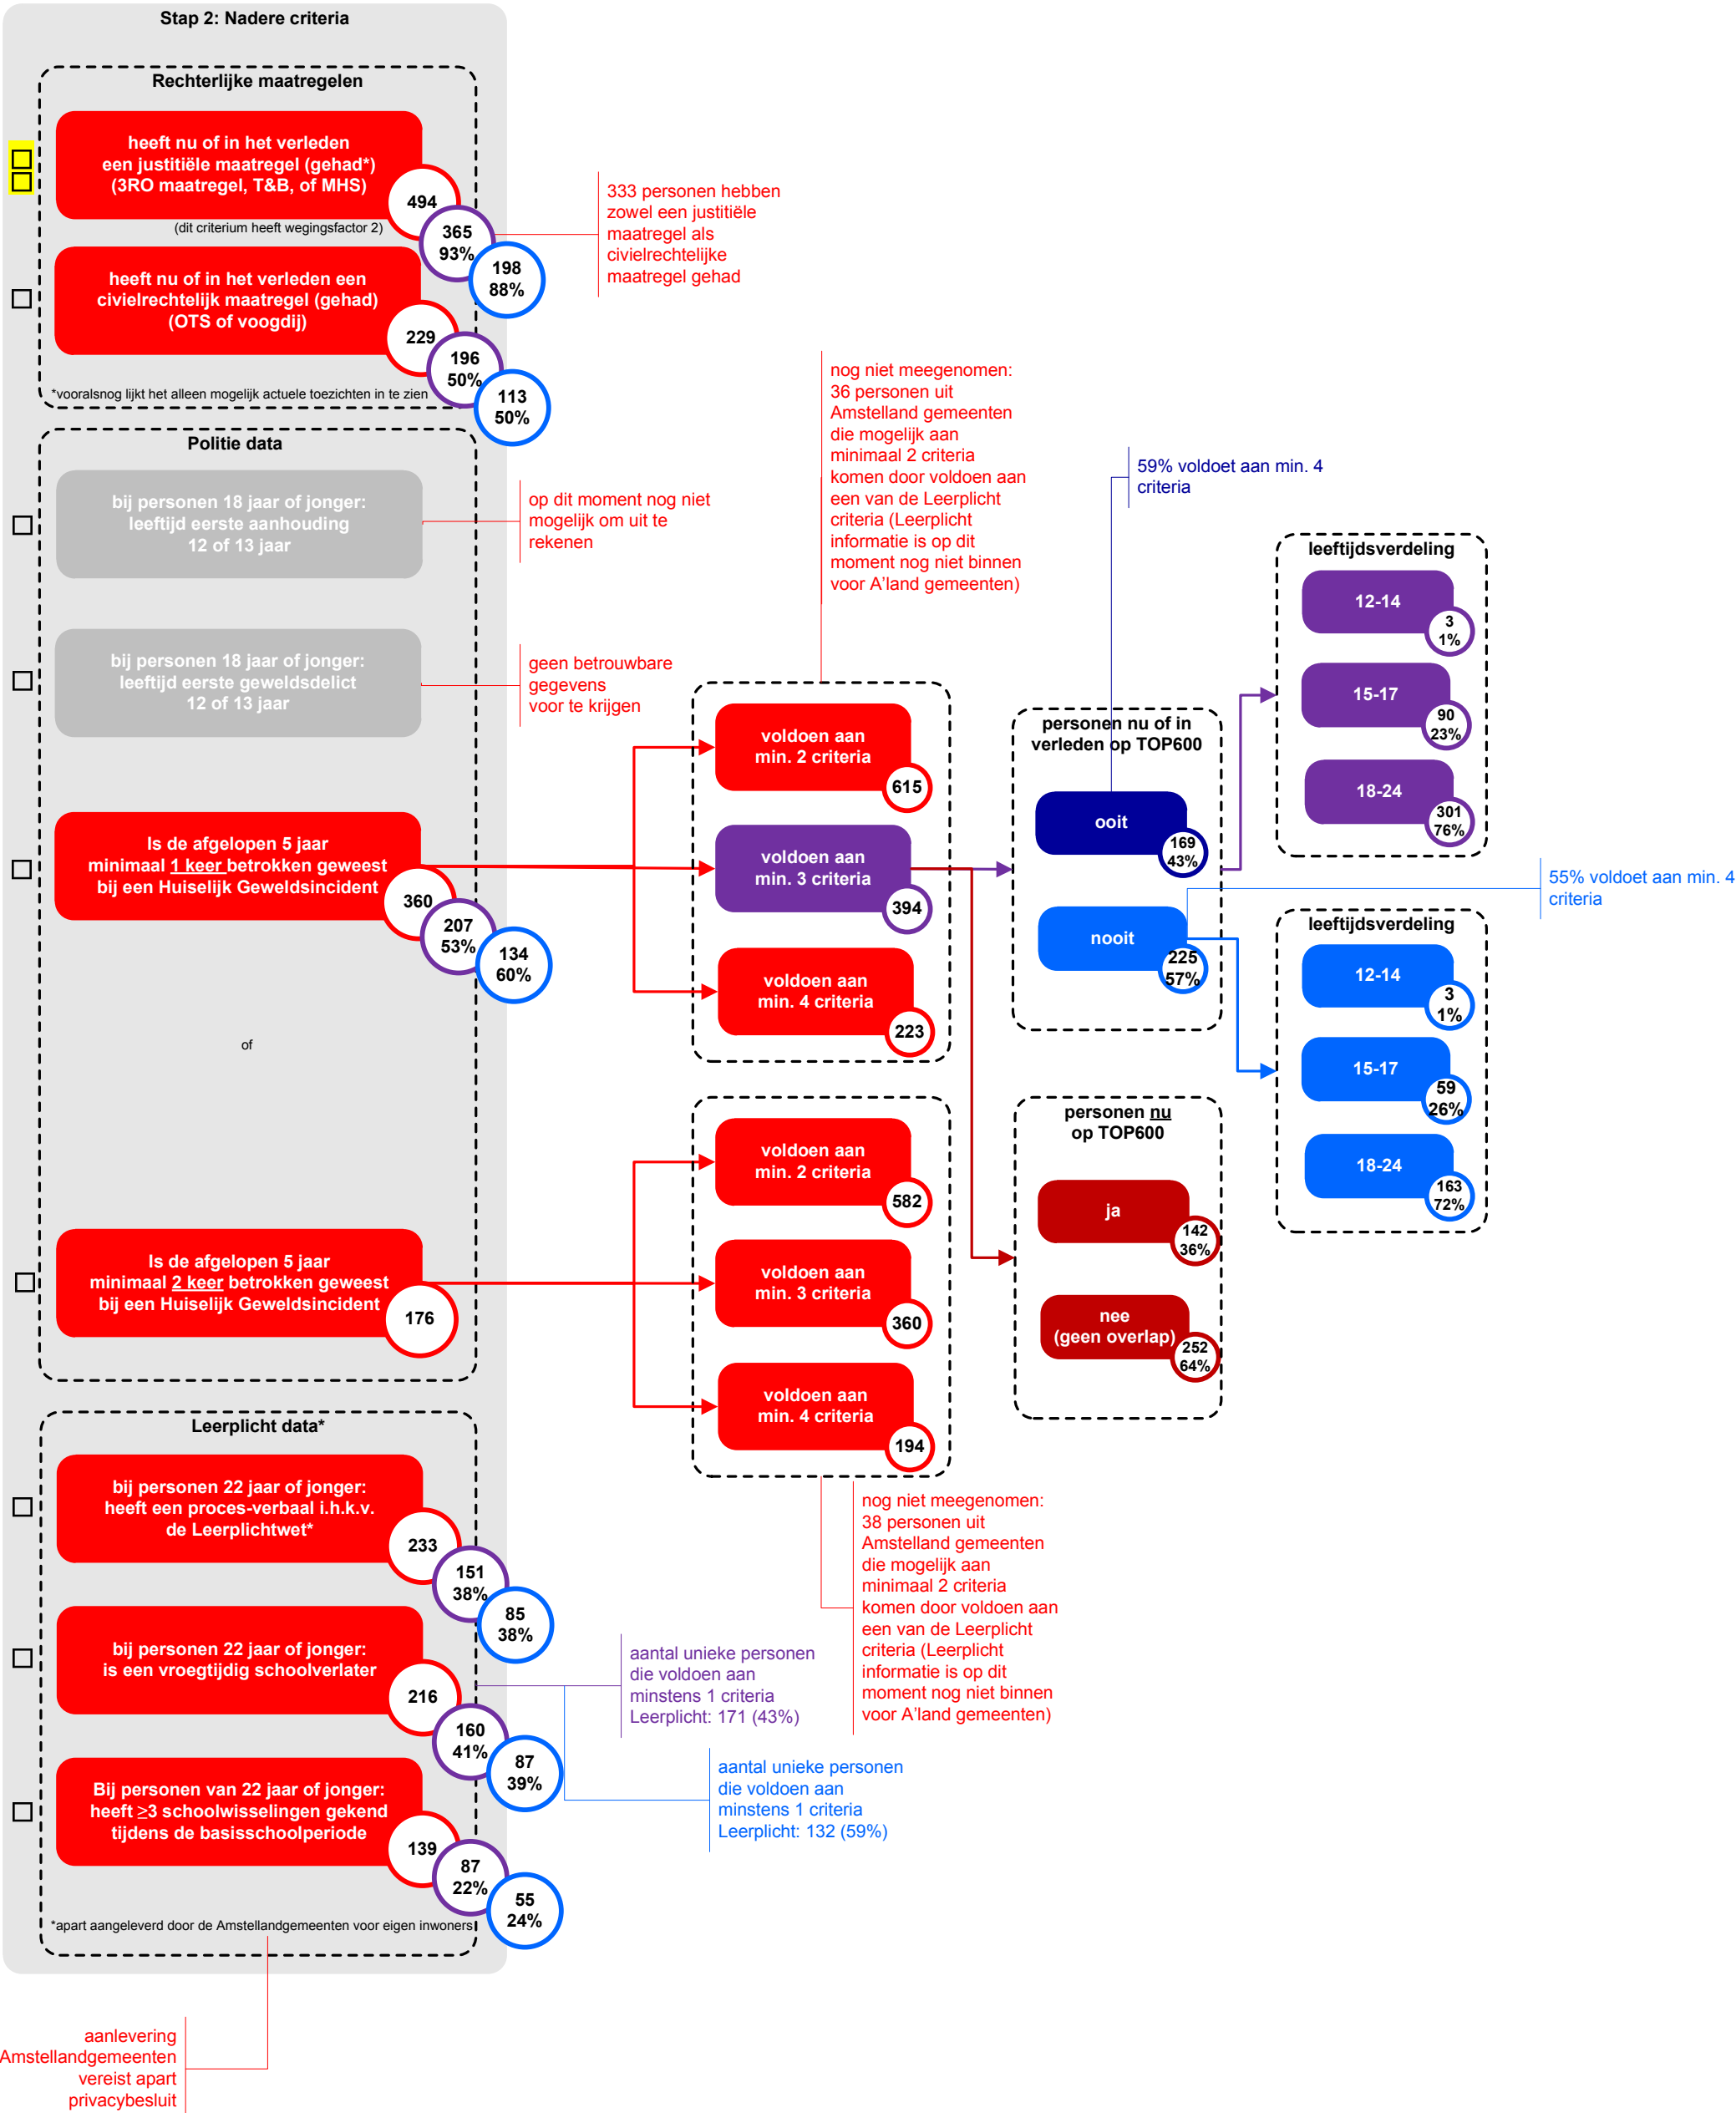 Stap 2: Nadere criteria
Rechterlijke maatregelen
heeft nu of in het verleden
een justitiële maatregel (gehad*)
(3RO maatregel, T&B, of MHS)
494
(dit criterium heeft wegingsfactor 2)
365
93%
198
88%
333 personen hebben
zowel een justitiële
maatregel als
civielrechtelijke
maatregel gehad
heeft nu of in het verleden een
civielrechtelijk maatregel (gehad)
(OTS of voogdij)
229
196
50%
113
50%
*vooralsnog lijkt het alleen mogelijk actuele toezichten in te zien
Politie data
bij personen 18 jaar of jonger:
leeftijd eerste aanhouding
12 of 13 jaar
op dit moment nog niet
mogelijk om uit te
rekenen
bij personen 18 jaar of jonger:
leeftijd eerste geweldsdelict
12 of 13 jaar
geen betrouwbare
gegevens
voor te krijgen
Is de afgelopen 5 jaar
minimaal 1 keer betrokken geweest
bij een Huiselijk Geweldsincident
360
207
53%
134
60%
of
Is de afgelopen 5 jaar
minimaal 2 keer betrokken geweest
bij een Huiselijk Geweldsincident
176
nog niet meegenomen:
36 personen uit
Amstelland gemeenten
die mogelijk aan
minimaal 2 criteria
komen door voldoen aan
een van de Leerplicht
criteria (Leerplicht
informatie is op dit
moment nog niet binnen
voor A'land gemeenten)
voldoen aan
min. 2 criteria
615
voldoen aan
min. 3 criteria
394
voldoen aan
min. 4 criteria
223
voldoen aan
min. 2 criteria
582
voldoen aan
min. 3 criteria
360
voldoen aan
min. 4 criteria
194
nog niet meegenomen:
38 personen uit
Amstelland gemeenten
die mogelijk aan
minimaal 2 criteria
komen door voldoen aan
een van de Leerplicht
criteria (Leerplicht
informatie is op dit
moment nog niet binnen
voor A'land gemeenten)
59% voldoet aan min. 4
criteria
personen nu of in
verleden op TOP600
ooit
169
43%
nooit
225
57%
personen nu
op TOP600
ja
142
36%
nee
(geen overlap)
252
64%
leeftijdsverdeling
12-14
3
1%
15-17
90
23%
18-24
301
76%
55% voldoet aan min. 4
criteria
leeftijdsverdeling
12-14
3
1%
15-17
59
26%
18-24
163
72%
Leerplicht data*
bij personen 22 jaar of jonger:
heeft een proces-verbaal i.h.k.v.
de Leerplichtwet*
233
151
38%
85
38%
bij personen 22 jaar of jonger:
is een vroegtijdig schoolverlater
216
160
41%
87
39%
Bij personen van 22 jaar of jonger:
heeft ≥3 schoolwisselingen gekend
tijdens de basisschoolperiode
139
87
22%
55
24%
*apart aangeleverd door de Amstellandgemeenten voor eigen inwoners
aantal unieke personen
die voldoen aan
minstens 1 criteria
Leerplicht: 171 (43%)
aantal unieke personen
die voldoen aan
minstens 1 criteria
Leerplicht: 132 (59%)
aanlevering
Amstellandgemeenten
vereist apart
privacybesluit